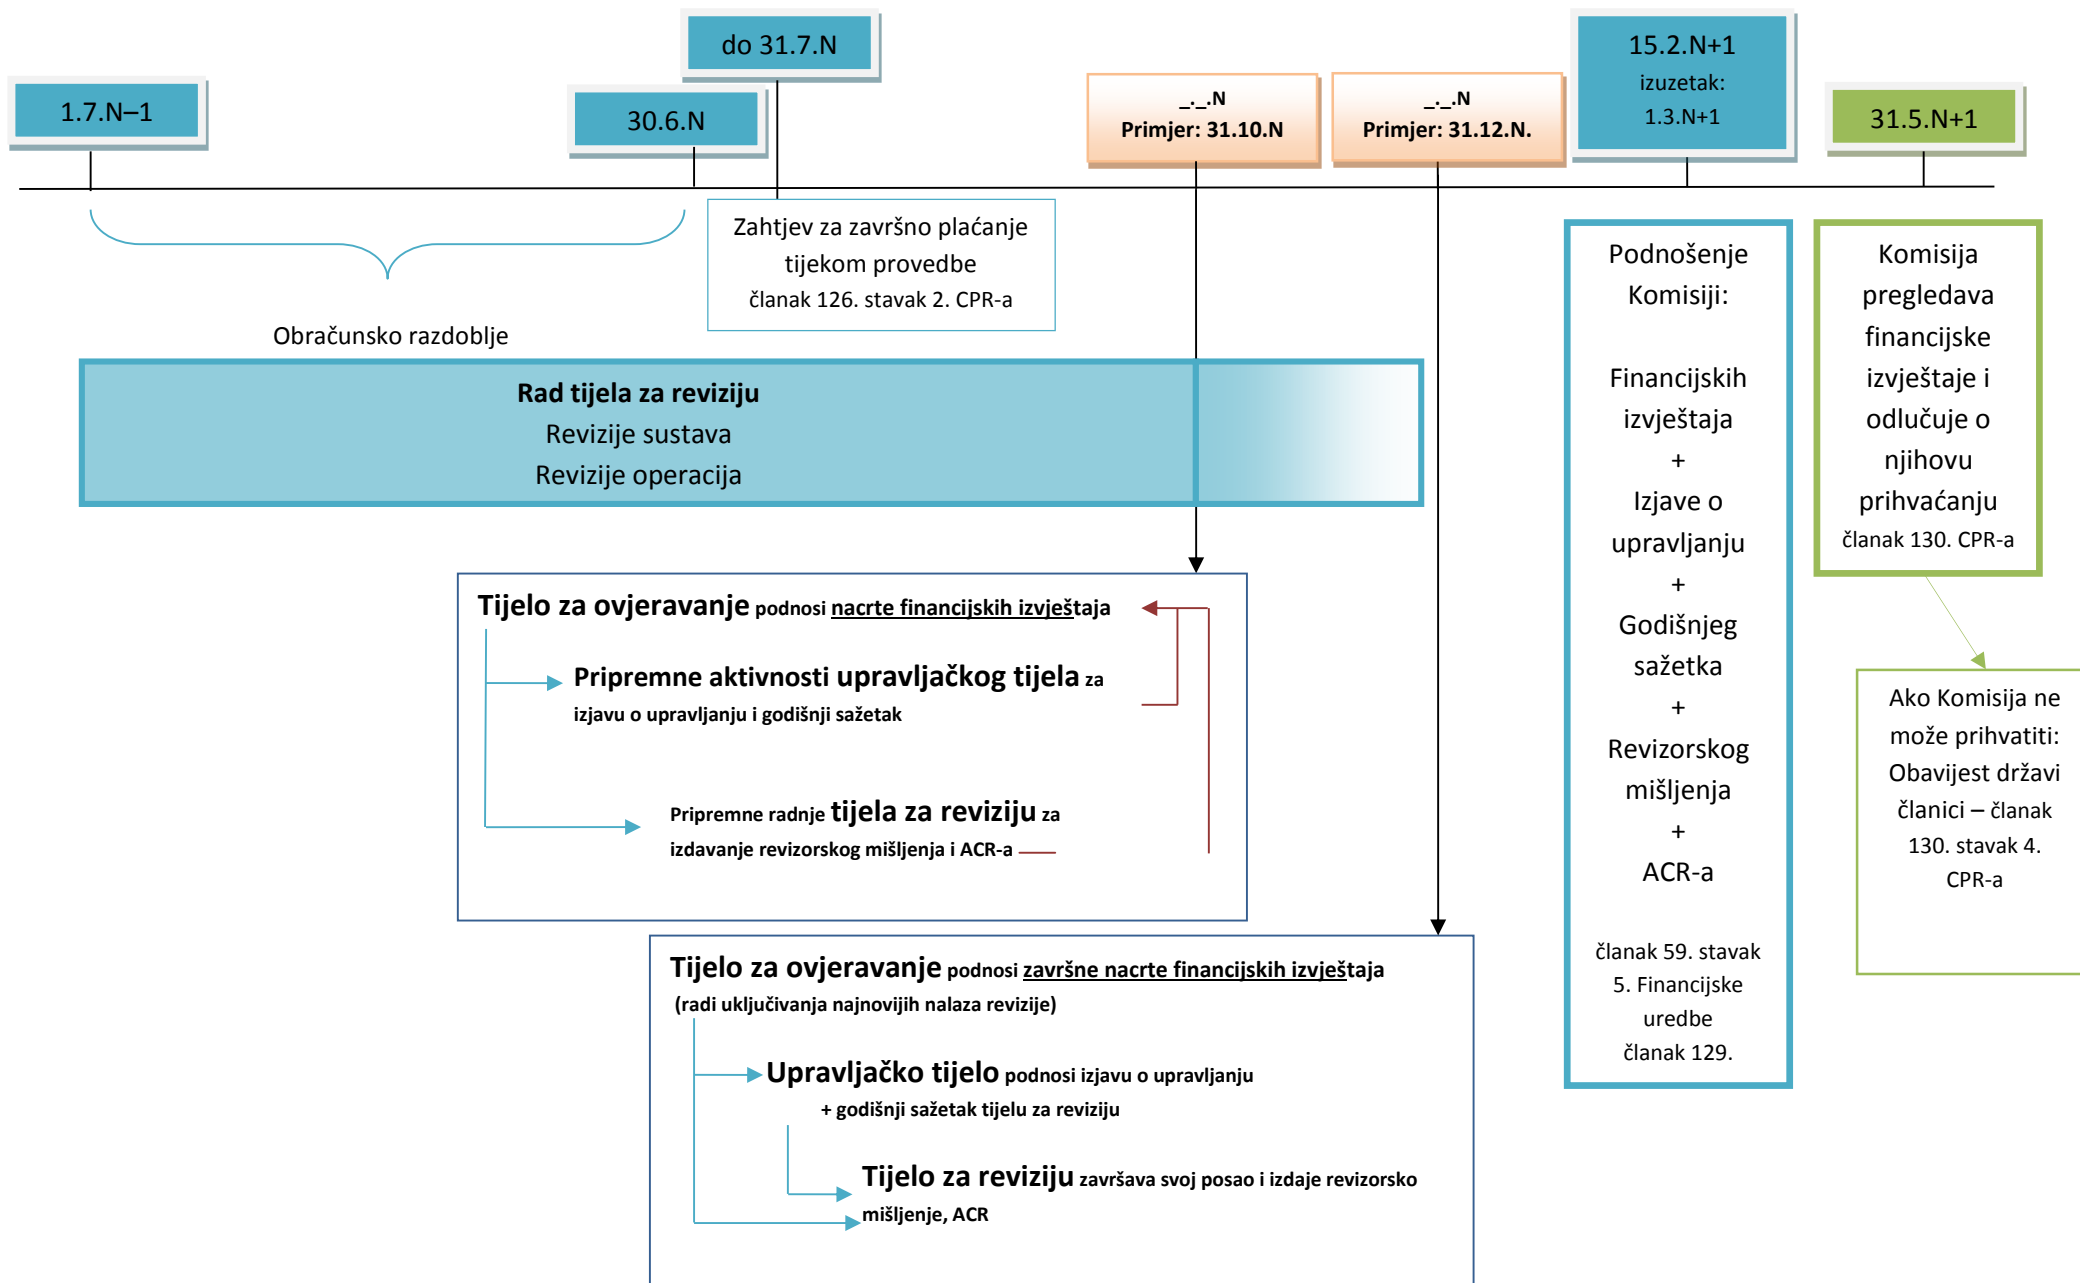 1.7.N–1
30.6.N
do 31.7.N
_._.N
Primjer: 31.10.N
_._.N
Primjer: 31.12.N.
15.2.N+1
izuzetak:
1.3.N+1
31.5.N+1
Obračunsko razdoblje
Zahtjev za završno plaćanje
tijekom provedbe
članak 126. stavak 2. CPR-a
Rad tijela za reviziju
Revizije sustava
Revizije operacija
Tijelo za ovjeravanje podnosi nacrte financijskih izvještaja
Pripremne aktivnosti upravljačkog tijela za
izjavu o upravljanju i godišnji sažetak
Pripremne radnje tijela za reviziju za
izdavanje revizorskog mišljenja i ACR-a
Tijelo za ovjeravanje podnosi završne nacrte financijskih izvještaja
(radi uključivanja najnovijih nalaza revizije)
Upravljačko tijelo podnosi izjavu o upravljanju
+ godišnji sažetak tijelu za reviziju
Tijelo za reviziju završava svoj posao i izdaje revizorsko
mišljenje, ACR
Podnošenje
Komisiji:
Financijskih
izvještaja
+
Izjave o
upravljanju
+
Godišnjeg
sažetka
+
Revizorskog
mišljenja
+
ACR-a
članak 59. stavak
5. Financijske
uredbe
članak 129.
Komisija
pregledava
financijske
izvještaje i
odlučuje o
njihovu
prihvaćanju
članak 130. CPR-a
Ako Komisija ne
može prihvatiti:
Obavijest državi
članici – članak
130. stavak 4.
CPR-a